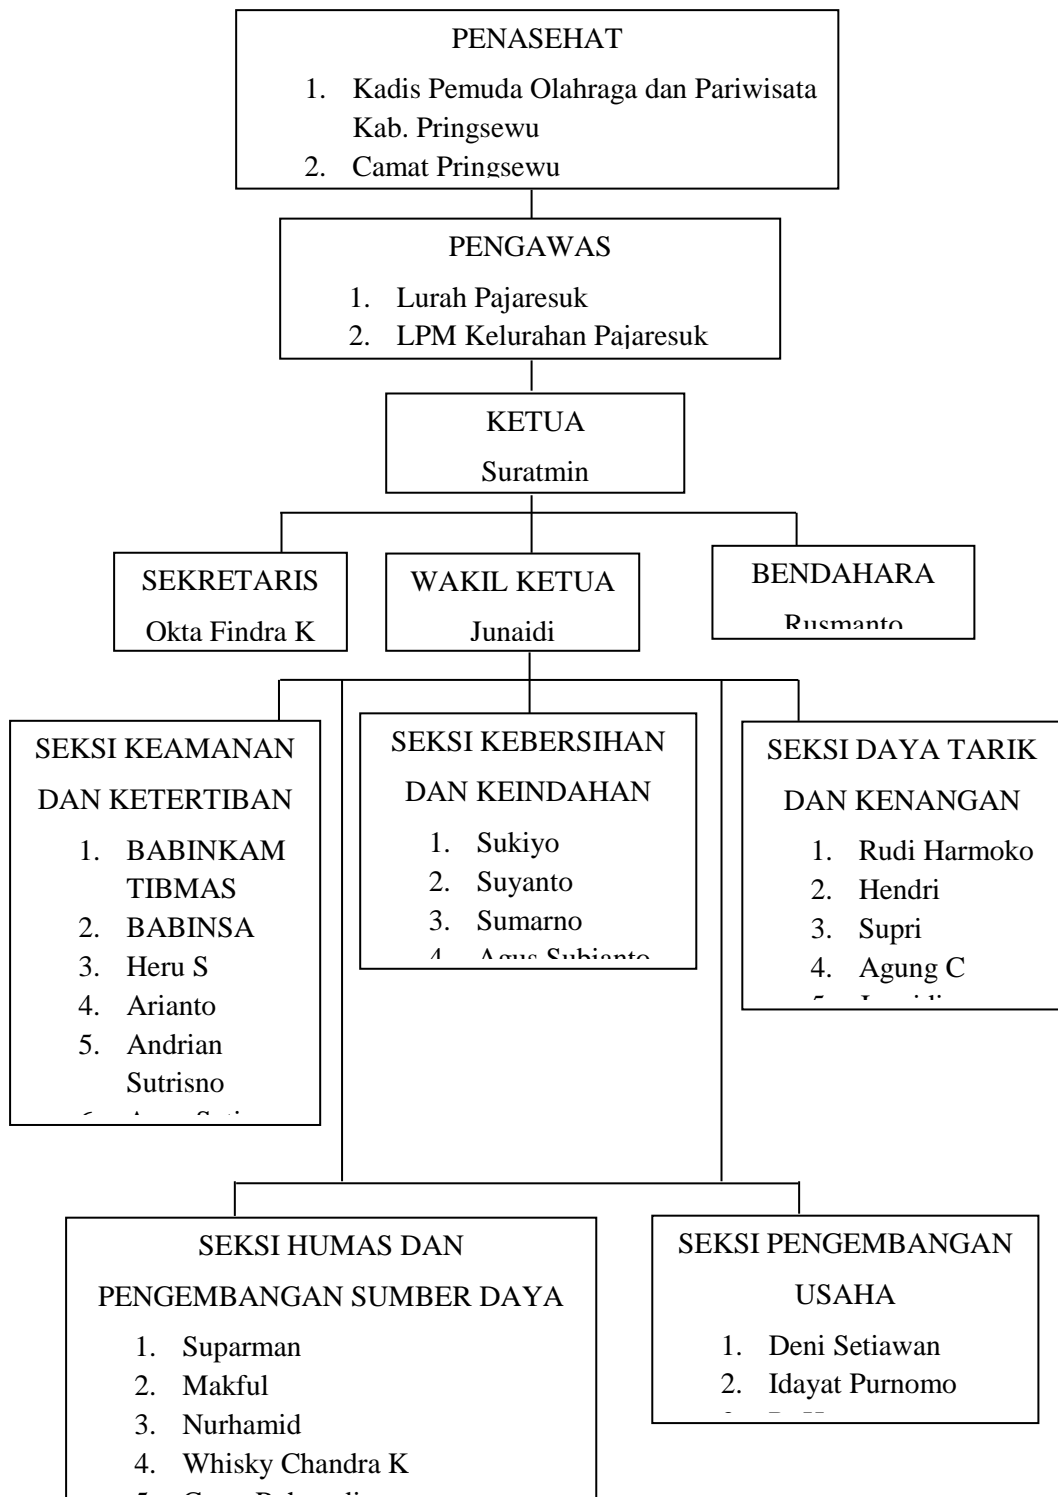 PENASEHAT
1. Kadis Pemuda Olahraga dan Pariwisata
Kab. Pringsewu
2. Camat Pringsewu
PENGAWAS
1. Lurah Pajaresuk
2. LPM Kelurahan Pajaresuk
KETUA
Suratmin
SEKRETARIS
Okta Findra K
WAKIL KETUA
Junaidi
BENDAHARA
Rusmanto
SEKSI KEAMANAN
DAN KETERTIBAN
1. BABINKAM
TIBMAS
2. BABINSA
3. Heru S
4. Arianto
5. Andrian
Sutrisno
SEKSI KEBERSIHAN
DAN KEINDAHAN
1. Sukiyo
2. Suyanto
3. Sumarno
4. Agus Subianto
SEKSI DAYA TARIK
DAN KENANGAN
1. Rudi Harmoko
2. Hendri
3. Supri
4. Agung C
SEKSI HUMAS DAN
PENGEMBANGAN SUMBER DAYA
1. Suparman
2. Makful
3. Nurhamid
4. Whisky Chandra K
SEKSI PENGEMBANGAN
USAHA
1. Deni Setiawan
2. Idayat Purnomo